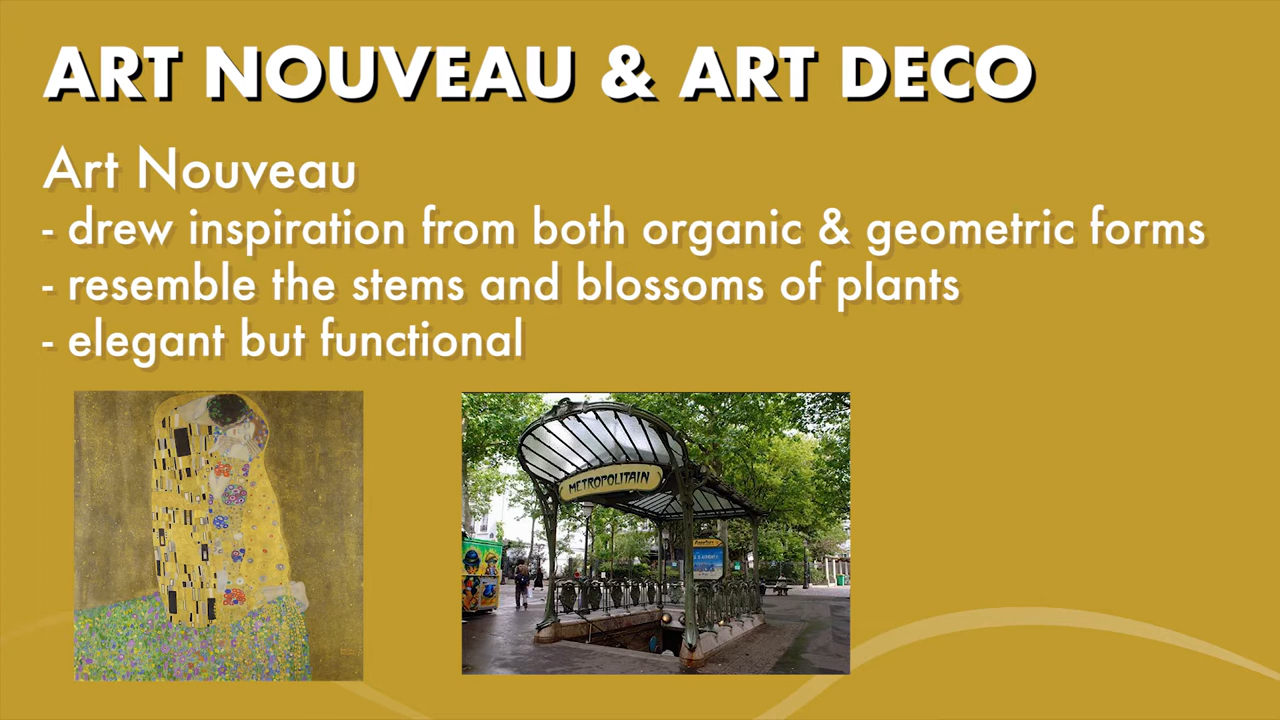 ART NOUVEAU & ART DECO
Art Nouveau
- drew inspiration from both organic & geometric forms
- resemble the stems and blossoms of plants
- elegant but functional
METROPOLITAIN